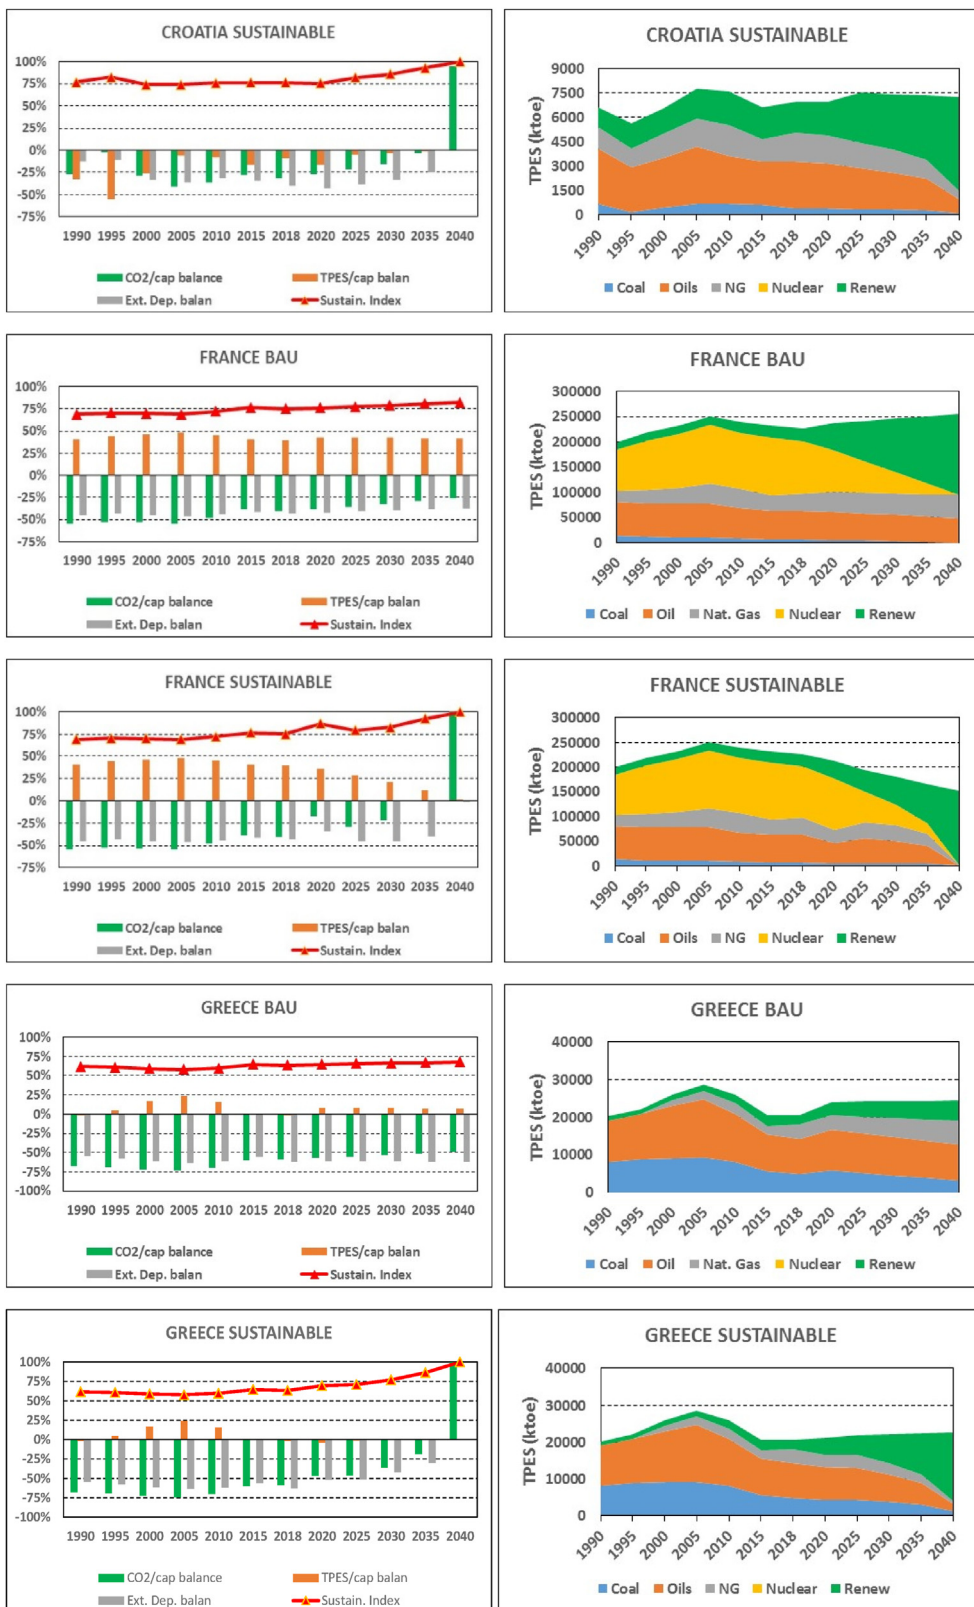 CROATIA SUSTAINABLE
100%
75%
50%
25%
0%
-25%
-50%
-75%
1990 1995 2000 2005 2010 2015 2018 2020 2025 2030 2035 2040
CO2/cap balance TPES/cap balan
Ext. Dep. balan Sustain. Index
CROATIA SUSTAINABLE
TPES (ktoe)
9000
7500
6000
4500
3000
1500
0
1990 1995 2000 2005 2010 2015 2018 2020 2025 2030 2035 2040
Coal Oils NG Nuclear Renew
FRANCE BAU
100%
75%
50%
25%
0%
-25%
-50%
-75%
1990 1995 2000 2005 2010 2015 2018 2020 2025 2030 2035 2040
CO2/cap balance TPES/cap balan
Ext. Dep. balan Sustain. Index
FRANCE BAU
TPES (ktoe)
300000
250000
200000
150000
100000
50000
0
1990 1995 2000 2005 2010 2015 2018 2020 2025 2030 2035 2040
Coal Oil Nat. Gas Nuclear Renew
FRANCE SUSTAINABLE
100%
75%
50%
25%
0%
-25%
-50%
-75%
1990 1995 2000 2005 2010 2015 2018 2020 2025 2030 2035 2040
CO2/cap balance TPES/cap balan
Ext. Dep. balan Sustain. Index
FRANCE SUSTAINABLE
TPES (ktoe)
300000
250000
200000
150000
100000
50000
0
1990 1995 2000 2005 2010 2015 2018 2020 2025 2030 2035 2040
Coal Oils NG Nuclear Renew
GREECE BAU
100%
75%
50%
25%
0%
-25%
-50%
-75%
-100%
1990 1995 2000 2005 2010 2015 2018 2020 2025 2030 2035 2040
CO2/cap balance TPES/cap balan
Ext. Dep. balan Sustain. Index
GREECE BAU
TPES (ktoe)
40000
30000
20000
10000
0
1990 1995 2000 2005 2010 2015 2018 2020 2025 2030 2035 2040
Coal Oil Nat. Gas Nuclear Renew
GREECE SUSTAINABLE
100%
75%
50%
25%
0%
-25%
-50%
-75%
-100%
1990 1995 2000 2005 2010 2015 2018 2020 2025 2030 2035 2040
CO2/cap balance TPES/cap balan
Ext. Dep. balan Sustain. Index
GREECE SUSTAINABLE
TPES (ktoe)
40000
30000
20000
10000
0
1990 1995 2000 2005 2010 2015 2018 2020 2025 2030 2035 2040
Coal Oils NG Nuclear Renew